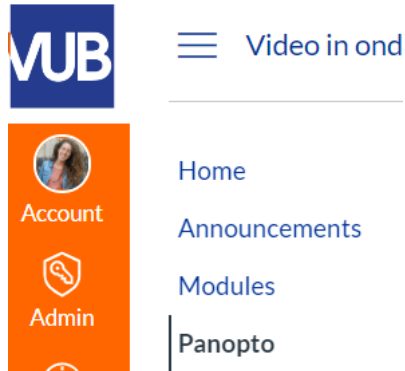 VUB
Video in ond
Account
Admin
Home
Announcements
Modules
Panopto